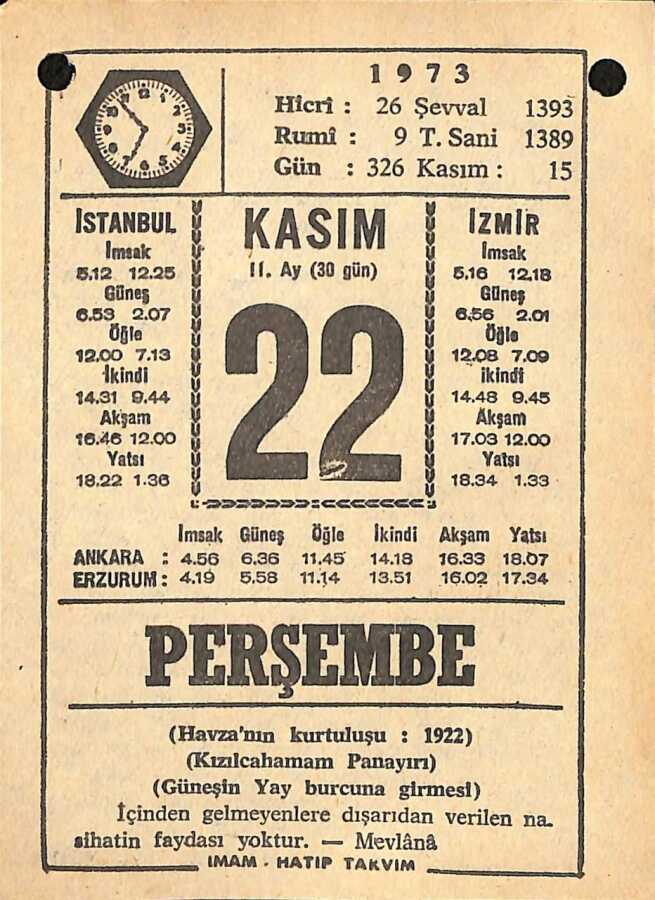 1973
Hicrî : 26 Şevval 1393
Rumî : 9 T. Sani 1389
Gün : 326 Kasım : 15
İSTANBUL
İmsak
5.12 12.25
Güneş
6.53 2.07
Öğle
12.00 7.13
İkindi
14.31 9.44
Akşam
16.46 12.00
Yatsı
18.22 1.36
KASIM
11. Ay (30 gün)
22
İZMİR
İmsak
5.16 12.18
Güneş
6.56 2.01
Öğle
12.08 7.09
ikindi
14.48 9.45
Akşam
17.03 12.00
Yatsı
18.34 1.33
İmsak Güneş Öğle İkindi Akşam Yatsı
ANKARA : 4.56 6.36 11.45 14.18 16.33 18.07
ERZURUM : 4.19 5.58 11.14 13.51 16.02 17.34
PERŞEMBE
(Havza'nın kurtuluşu : 1922)
(Kızılcahamam Panayırı)
(Güneşin Yay burcuna girmesi)
İçinden gelmeyenlere dışarıdan verilen na-
sihatin faydası yoktur. — Mevlânâ
İMAM - HATİP TAKVİM